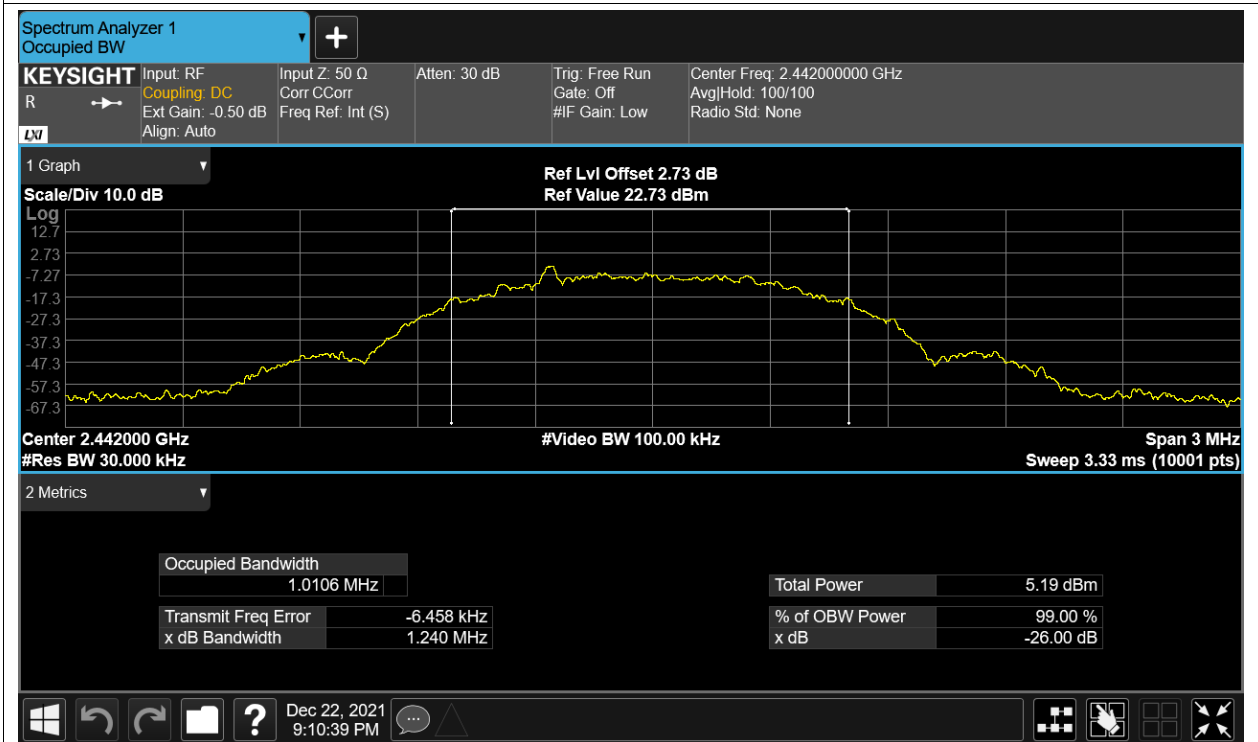 Spectrum Analyzer 1
Occupied BW
KEYSIGHT
R
LXI
Input: RF
Coupling: DC
Ext Gain: -0.50 dB
Align: Auto
Input Z: 50 Ω
Corr CCorr
Freq Ref: Int (S)
Atten: 30 dB
Trig: Free Run
Gate: Off
#IF Gain: Low
Center Freq: 2.442000000 GHz
Avg|Hold: 100/100
Radio Std: None
1 Graph
Scale/Div 10.0 dB
Ref Lvl Offset 2.73 dB
Ref Value 22.73 dBm
Log
12.7
2.73
-7.27
-17.3
-27.3
-37.3
-47.3
-57.3
-67.3
Center 2.442000 GHz
#Res BW 30.000 kHz
#Video BW 100.00 kHz
Span 3 MHz
Sweep 3.33 ms (10001 pts)
2 Metrics
Occupied Bandwidth
1.0106 MHz
Transmit Freq Error -6.458 kHz
x dB Bandwidth 1.240 MHz
Total Power 5.19 dBm
% of OBW Power 99.00 %
x dB -26.00 dB
?
Dec 22, 2021
9:10:39 PM